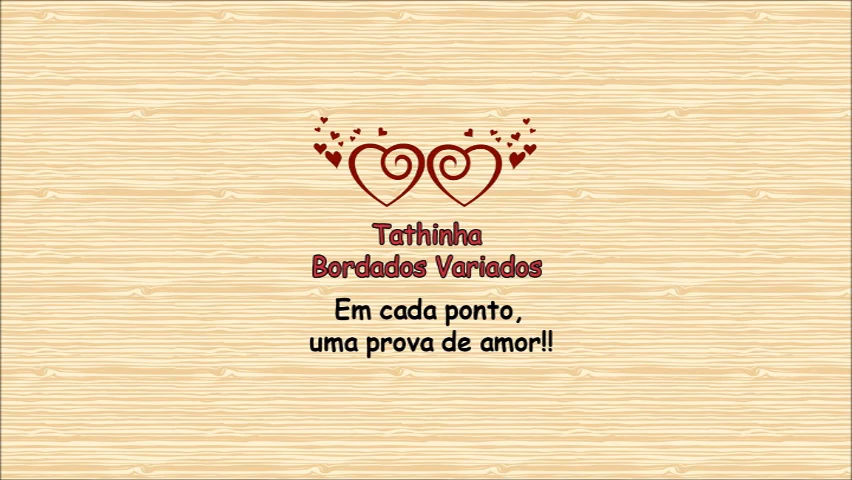 Tathinha
Bordados Variados
Em cada ponto,
uma prova de amor!!